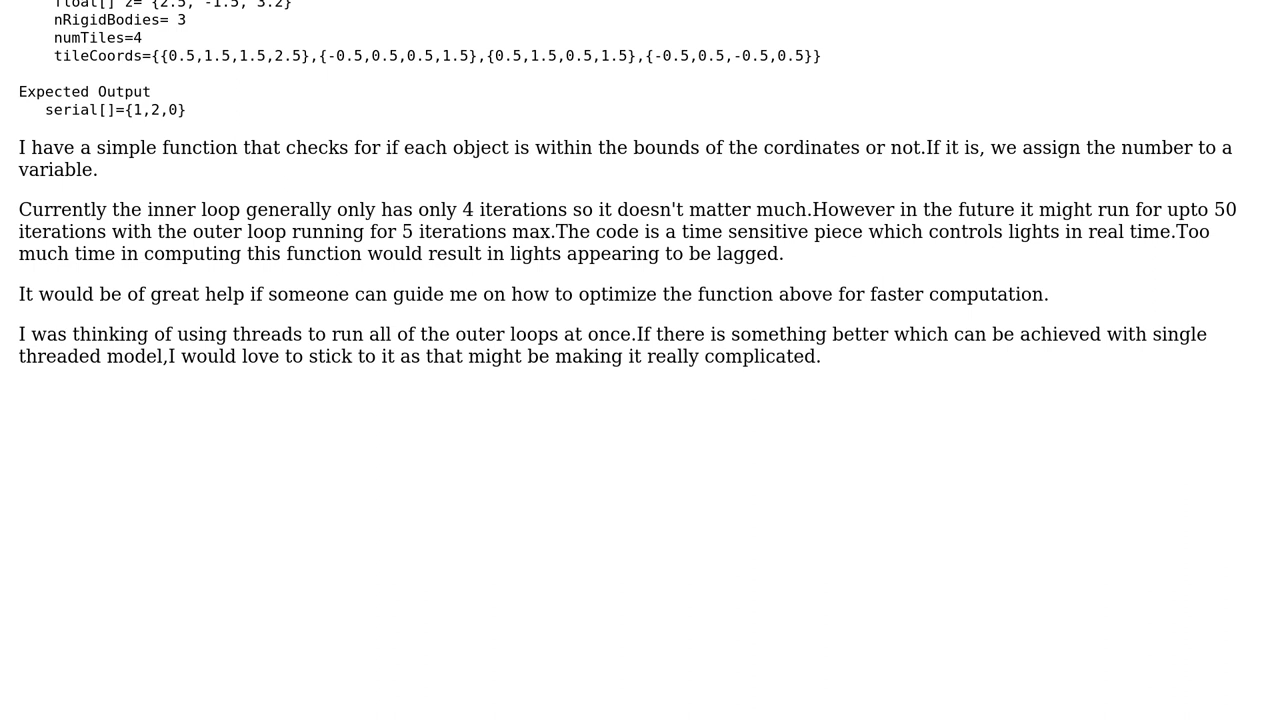 float[] z= {2.5, -1.5, 3.2}
nRigidBodies= 3
numTiles=4
tileCoords={{0.5,1.5,1.5,2.5},{-0.5,0.5,0.5,1.5},{0.5,1.5,0.5,1.5},{-0.5,0.5,-0.5,0.5}}
Expected Output
serial[]={1,2,0}
I have a simple function that checks for if each object is within the bounds of the cordinates or not.If it is, we assign the number to a
variable.
Currently the inner loop generally only has only 4 iterations so it doesn't matter much.However in the future it might run for upto 50
iterations with the outer loop running for 5 iterations max.The code is a time sensitive piece which controls lights in real time.Too
much time in computing this function would result in lights appearing to be lagged.
It would be of great help if someone can guide me on how to optimize the function above for faster computation.
I was thinking of using threads to run all of the outer loops at once.If there is something better which can be achieved with single
threaded model,I would love to stick to it as that might be making it really complicated.